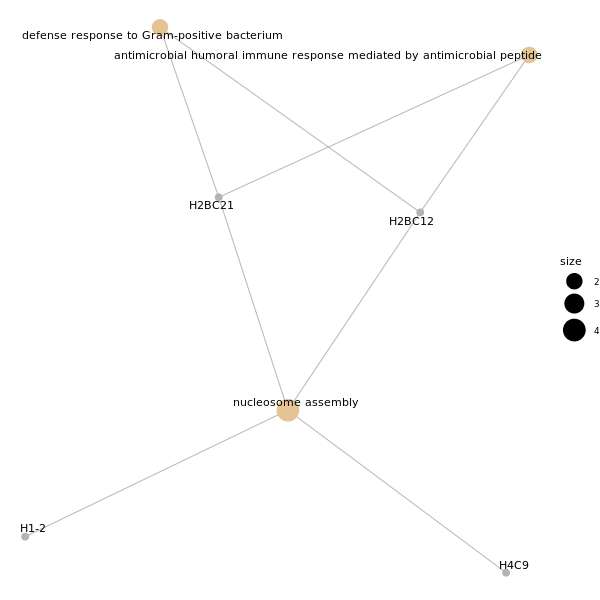 defense response to Gram-positive bacterium
antimicrobial humoral immune response mediated by antimicrobial peptide
H2BC21
H2BC12
size
2
3
4
nucleosome assembly
H1-2
H4C9